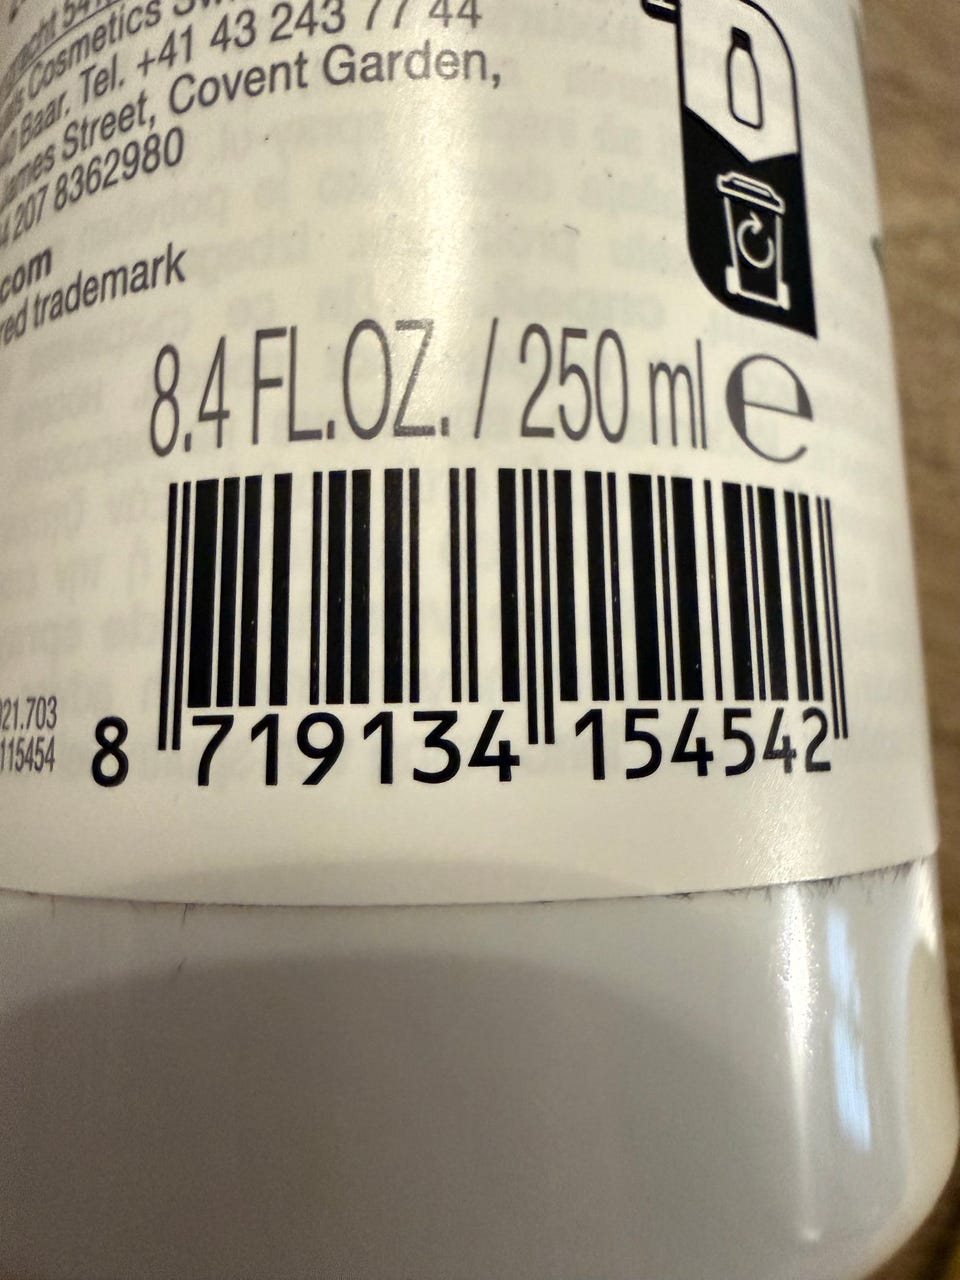 Cosmetics
Baar. Tel. +41 43 243 77 44
James Street, Covent Garden,
207 8362980
.com
trademark
8.4 FL.OZ. / 250 ml e
21.703
115454
8 719134 154542